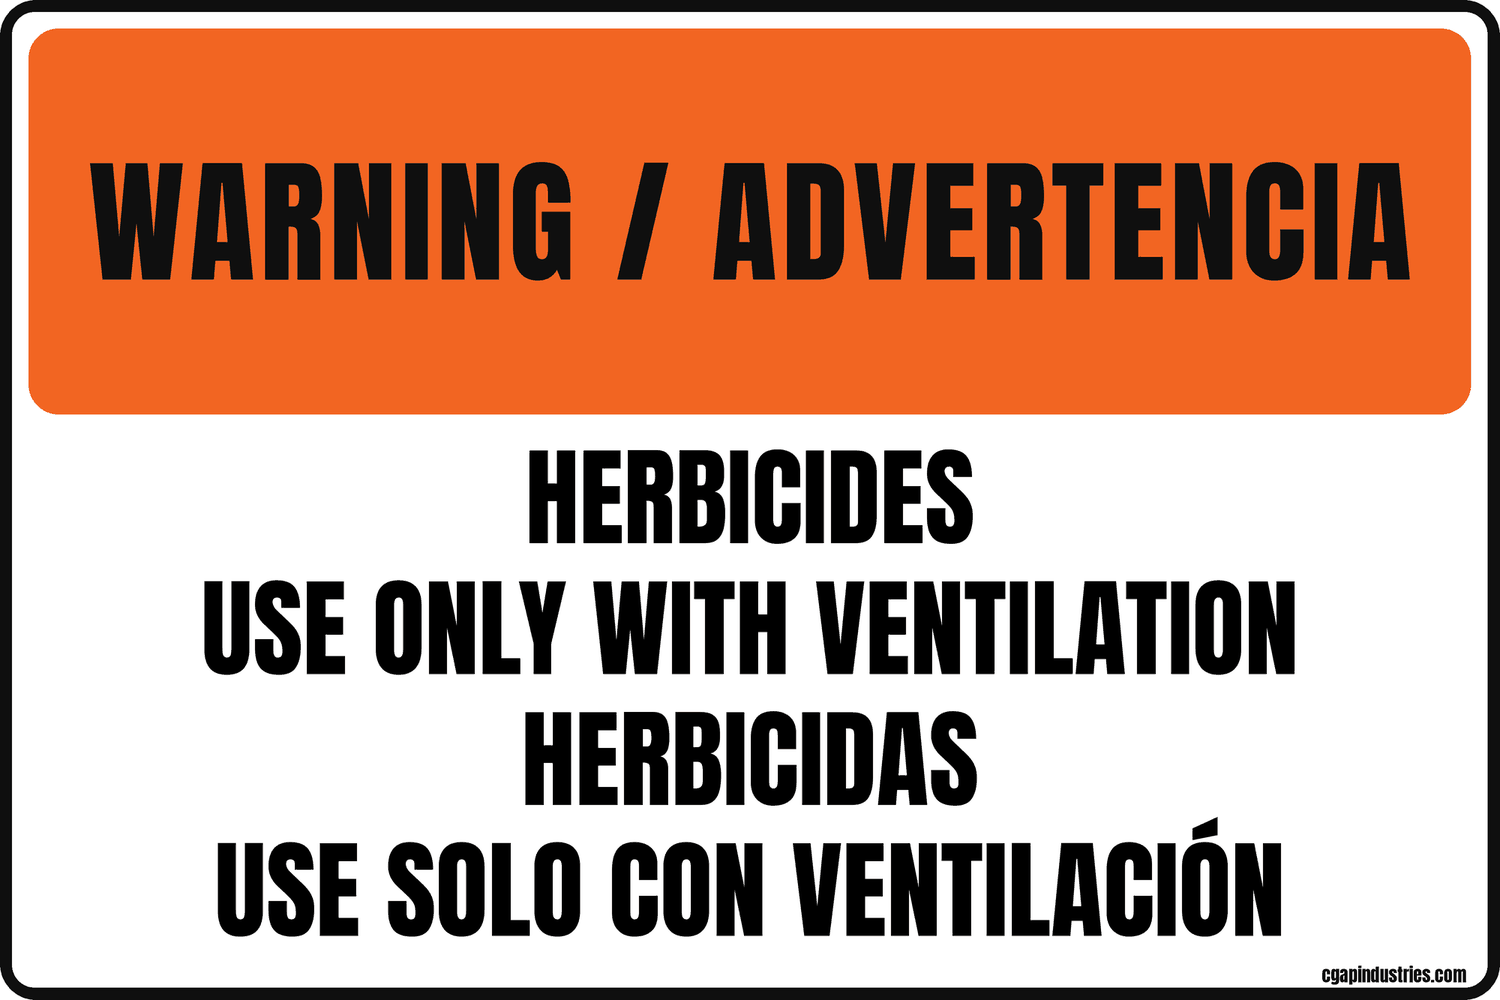 WARNING / ADVERTENCIA
HERBICIDES
USE ONLY WITH VENTILATION
HERBICIDAS
USE SOLO CON VENTILACIÓN
cgapindustries.com